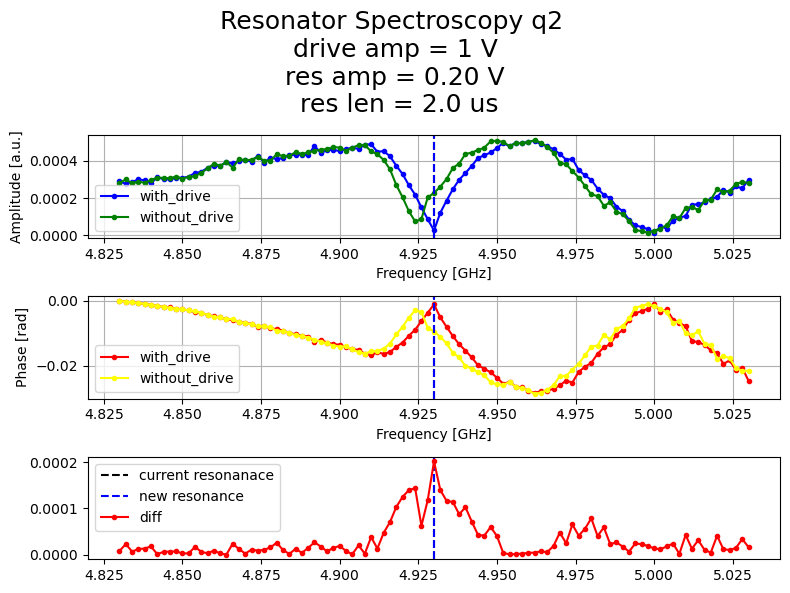 Resonator Spectroscopy q2
drive amp = 1 V
res amp = 0.20 V
res len = 2.0 us
Amplitude [a.u.]
0.0004
0.0002
0.0000
with_drive
without_drive
4.825 4.850 4.875 4.900 4.925 4.950 4.975 5.000 5.025
Frequency [GHz]
Phase [rad]
0.00
−0.02
with_drive
without_drive
4.825 4.850 4.875 4.900 4.925 4.950 4.975 5.000 5.025
Frequency [GHz]
0.0002
0.0001
0.0000
current resonanace
new resonance
diff
4.825 4.850 4.875 4.900 4.925 4.950 4.975 5.000 5.025